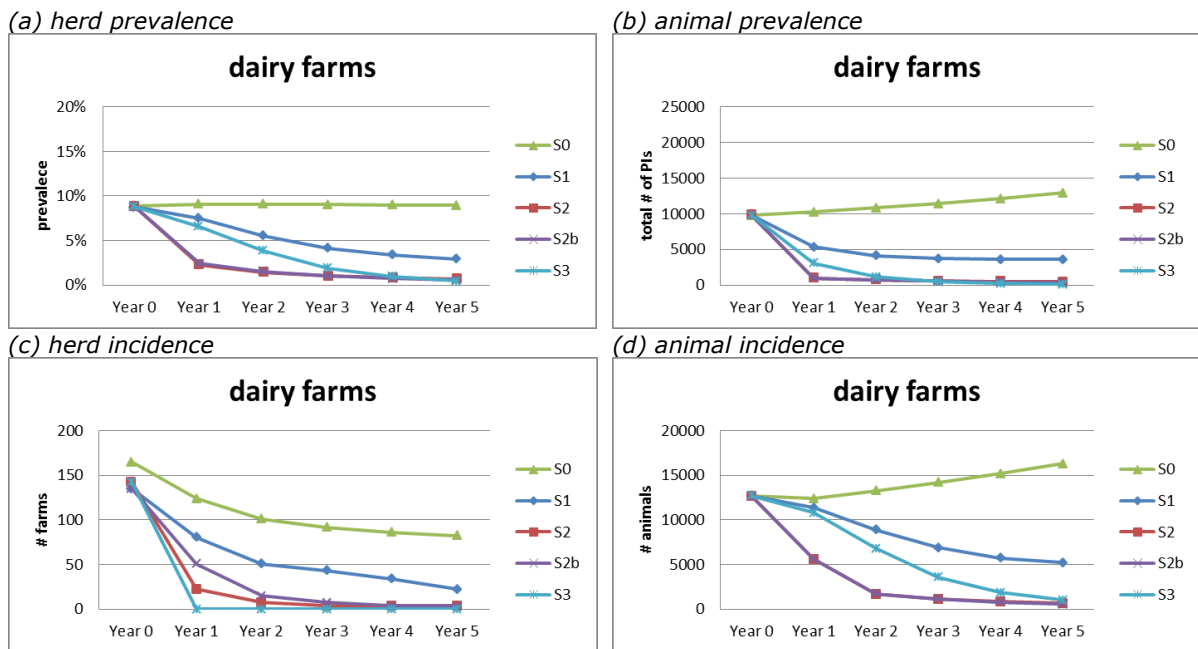 (a) herd prevalence
dairy farms
prevalece
20%
15%
10%
5%
0%
Year 0 Year 1 Year 2 Year 3 Year 4 Year 5
S0
S1
S2
S2b
S3
(b) animal prevalence
dairy farms
total # of PIs
25000
20000
15000
10000
5000
0
Year 0 Year 1 Year 2 Year 3 Year 4 Year 5
S0
S1
S2
S2b
S3
(c) herd incidence
dairy farms
# farms
200
150
100
50
0
Year 0 Year 1 Year 2 Year 3 Year 4 Year 5
S0
S1
S2
S2b
S3
(d) animal incidence
dairy farms
# animals
20000
15000
10000
5000
0
Year 0 Year 1 Year 2 Year 3 Year 4 Year 5
S0
S1
S2
S2b
S3